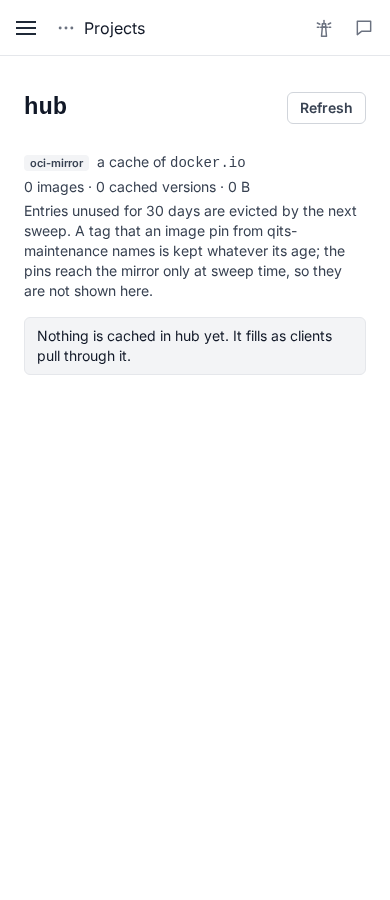 Projects
hub
Refresh
oci-mirror a cache of docker.io
0 images · 0 cached versions · 0 B
Entries unused for 30 days are evicted by the next
sweep. A tag that an image pin from qits-
maintenance names is kept whatever its age; the
pins reach the mirror only at sweep time, so they
are not shown here.
Nothing is cached in hub yet. It fills as clients
pull through it.